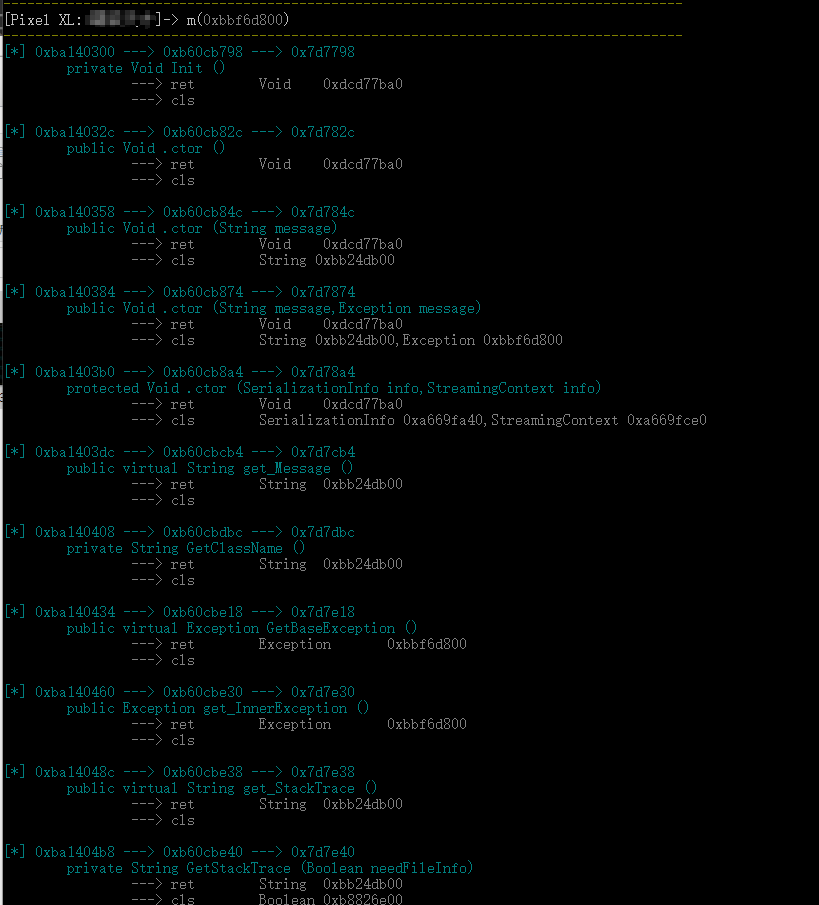 [Pixel XL: ]-> m(0xbbf6d800)
[*] 0xba140300 ---> 0xb60cb798 ---> 0x7d7798
private Void Init ()
---> ret Void 0xdcd77ba0
---> cls
[*] 0xba14032c ---> 0xb60cb82c ---> 0x7d782c
public Void .ctor ()
---> ret Void 0xdcd77ba0
---> cls
[*] 0xba140358 ---> 0xb60cb84c ---> 0x7d784c
public Void .ctor (String message)
---> ret Void 0xdcd77ba0
---> cls String 0xbb24db00
[*] 0xba140384 ---> 0xb60cb874 ---> 0x7d7874
public Void .ctor (String message,Exception message)
---> ret Void 0xdcd77ba0
---> cls String 0xbb24db00,Exception 0xbbf6d800
[*] 0xba1403b0 ---> 0xb60cb8a4 ---> 0x7d78a4
protected Void .ctor (SerializationInfo info,StreamingContext info)
---> ret Void 0xdcd77ba0
---> cls SerializationInfo 0xa669fa40,StreamingContext 0xa669fce0
[*] 0xba1403dc ---> 0xb60cbcb4 ---> 0x7d7cb4
public virtual String get_Message ()
---> ret String 0xbb24db00
---> cls
[*] 0xba140408 ---> 0xb60cbdbc ---> 0x7d7dbc
private String GetClassName ()
---> ret String 0xbb24db00
---> cls
[*] 0xba140434 ---> 0xb60cbe18 ---> 0x7d7e18
public virtual Exception GetBaseException ()
---> ret Exception 0xbbf6d800
---> cls
[*] 0xba140460 ---> 0xb60cbe30 ---> 0x7d7e30
public Exception get_InnerException ()
---> ret Exception 0xbbf6d800
---> cls
[*] 0xba14048c ---> 0xb60cbe38 ---> 0x7d7e38
public virtual String get_StackTrace ()
---> ret String 0xbb24db00
---> cls
[*] 0xba1404b8 ---> 0xb60cbe40 ---> 0x7d7e40
private String GetStackTrace (Boolean needFileInfo)
---> ret String 0xbb24db00
---> cls Boolean 0xb8826e00